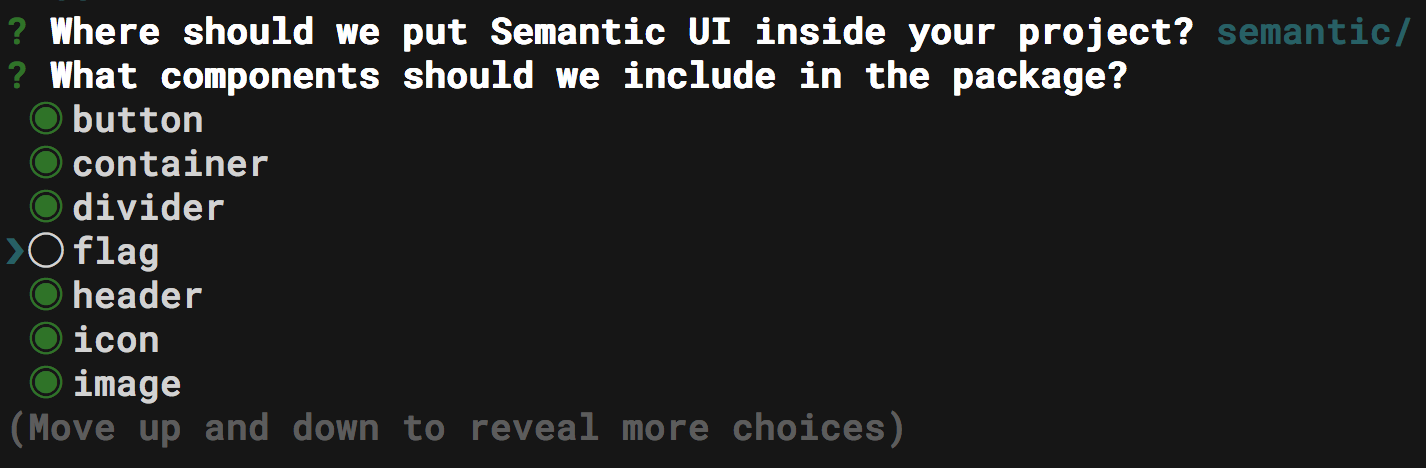 ? Where should we put Semantic UI inside your project? semantic/
? What components should we include in the package?
◉ button
◉ container
◉ divider
❯◯ flag
◉ header
◉ icon
◉ image
(Move up and down to reveal more choices)